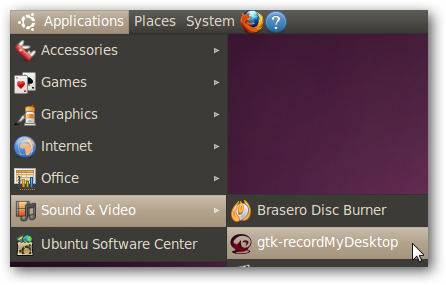 Applications Places System
Accessories
Games
Graphics
Internet
Office
Sound & Video
Brasero Disc Burner
Ubuntu Software Center
gtk-recordMyDesktop